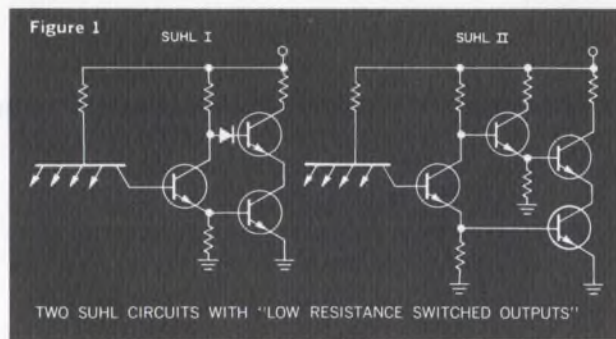 Figure 1
SUHL I
SUHL II
TWO SUHL CIRCUITS WITH "LOW RESISTANCE SWITCHED OUTPUTS"